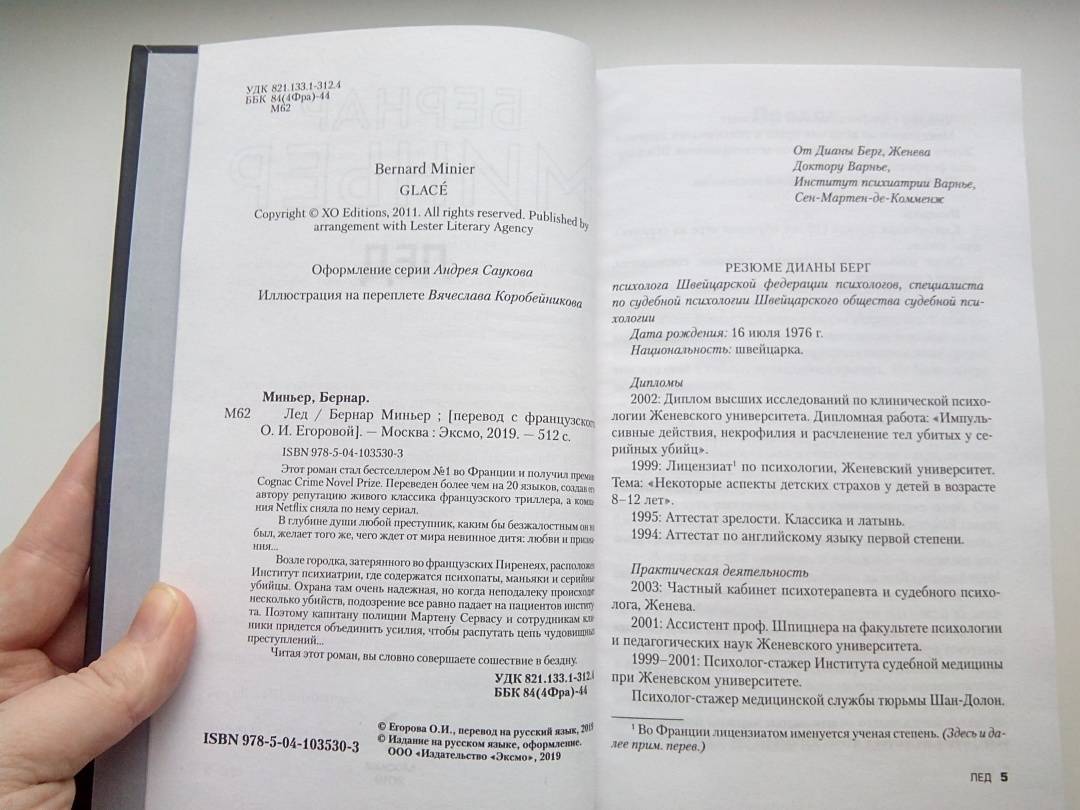 УДК 821.133.1-312.4
ББК 84(4Фра)-44
М62
Bernard Minier
GLACÉ
Copyright © XO Editions, 2011. All rights reserved. Published by
arrangement with Lester Literary Agency
Оформление серии Андрея Саукова
Иллюстрация на переплете Вячеслава Коробейникова
Миньер, Бернар.
М62 Лед / Бернар Миньер ; [перевод с французского
О. И. Егоровой]. — Москва : Эксмо, 2019. — 512 с.
ISBN 978-5-04-103530-3
Этот роман стал бестселлером №1 во Франции и получил
Cognac Crime Novel Prize. Переведен более чем на 20 языков, создав
автору репутацию живого классика французского триллера, а
ния Netflix сняла по нему сериал.
В глубине души любой преступник, каким бы безжалостным он
был, желает того же, чего ждет от мира невинное дитя: любви и
ния...
Возле городка, затерянного во французских Пиренеях,
Институт психиатрии, где содержатся психопаты, маньяки и серийные
убийцы. Охрана там очень надежная, но когда неподалеку
несколько убийств, подозрение все равно падает на пациентов
та. Поэтому капитану полиции Мартену Сервасу и сотрудникам
ники придется объединить усилия, чтобы распутать цепь
преступлений...
Читая этот роман, вы словно совершаете сошествие в бездну.
УДК 821.133.1-312.4
ББК 84(4Фра)-44
© Егорова О.И., перевод на русский язык, 2019
© Издание на русском языке, оформление.
ООО «Издательство «Эксмо», 2019
ISBN 978-5-04-103530-3
От Дианы Берг, Женева
Доктору Варнье,
Институт психиатрии Варнье,
Сен-Мартен-де-Комменж
РЕЗЮМЕ ДИАНЫ БЕРГ
психолога Швейцарской федерации психологов, специалиста
по судебной психологии Швейцарского общества судебной пси-
хологии
Дата рождения: 16 июля 1976 г.
Национальность: швейцарка.
Дипломы
2002: Диплом высших исследований по клинической психо-
логии Женевского университета. Дипломная работа: «Импуль-
сивные действия, некрофилия и расчленение тел убитых у се-
рийных убийц».
1999: Лицензиат¹ по психологии, Женевский университет.
Тема: «Некоторые аспекты детских страхов у детей в возрасте
8–12 лет».
1995: Аттестат зрелости. Классика и латынь.
1994: Аттестат по английскому языку первой степени.
Практическая деятельность
2003: Частный кабинет психотерапевта и судебного психо-
лога, Женева.
2001: Ассистент проф. Шпицнера на факультете психологии
и педагогических наук Женевского университета.
1999–2001: Психолог-стажер Института судебной медицины
при Женевском университете.
Психолог-стажер медицинской службы тюрьмы Шан-Долон.
¹ Во Франции лицензиатом именуется ученая степень. (Здесь и да-
лее прим. перев.)
ЛЕД 5